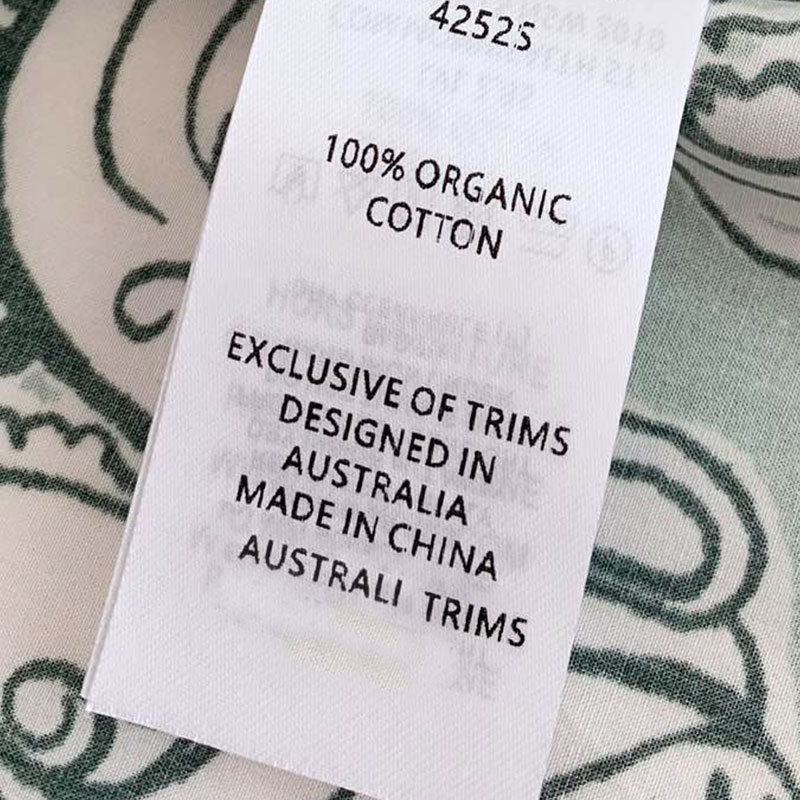 42525
100% ORGANIC
COTTON
EXCLUSIVE OF TRIMS
DESIGNED IN
AUSTRALIA
MADE IN CHINA
AUSTRALI TRIMS